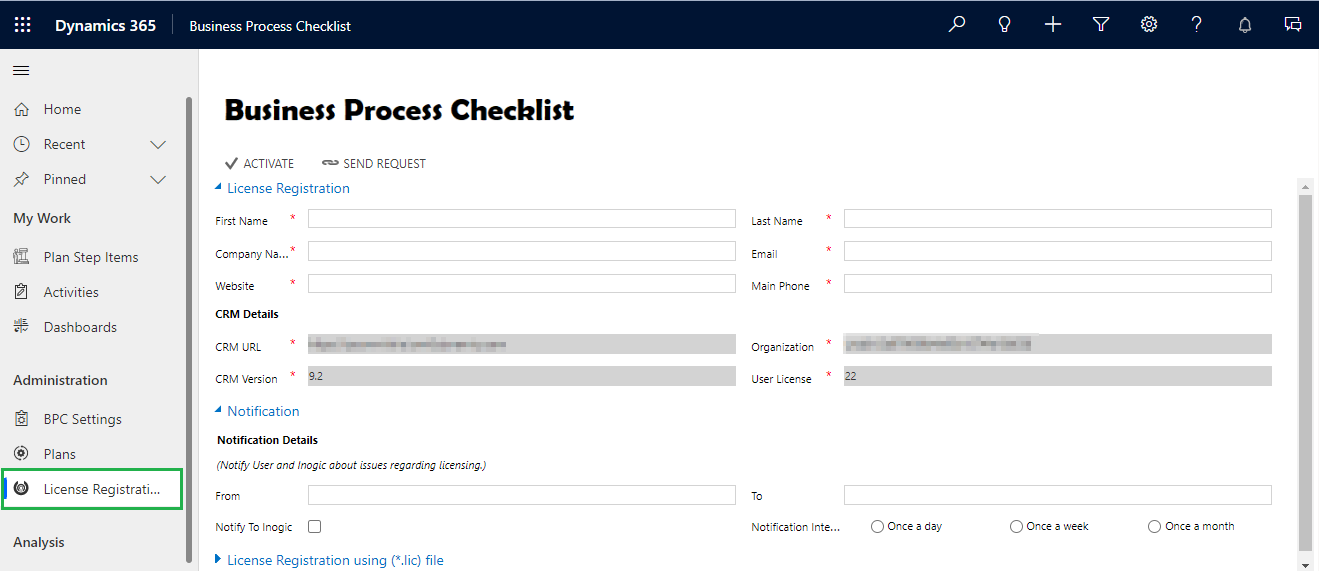 Dynamics 365 Business Process Checklist
Home
Recent
Pinned
My Work
Plan Step Items
Activities
Dashboards
Administration
BPC Settings
Plans
License Registrati...
Analysis
Business Process Checklist
ACTIVATE SEND REQUEST
License Registration
First Name * Last Name *
Company Na... * Email *
Website * Main Phone *
CRM Details
CRM URL * Organization *
CRM Version * 9.2 User License * 22
Notification
Notification Details
(Notify User and Inogic about issues regarding licensing.)
From To
Notify To Inogic Notification Inte... Once a day Once a week Once a month
License Registration using (*.lic) file